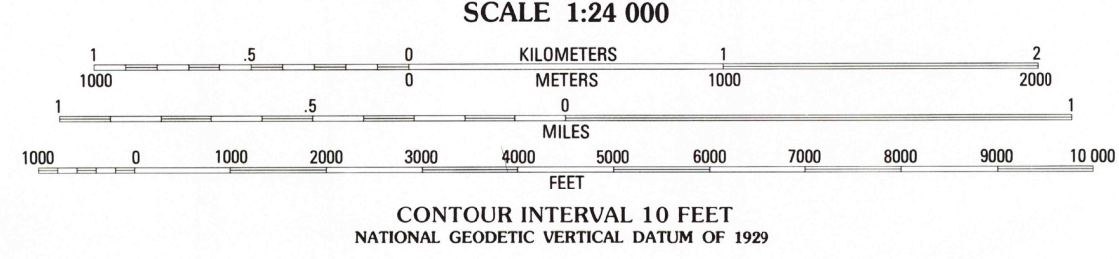 SCALE 1:24 000
1 .5 0 KILOMETERS 1 2
1000 0 METERS 1000 2000
1 .5 0 1
MILES
1000 0 1000 2000 3000 4000 5000 6000 7000 8000 9000 10 000
FEET
CONTOUR INTERVAL 10 FEET
NATIONAL GEODETIC VERTICAL DATUM OF 1929